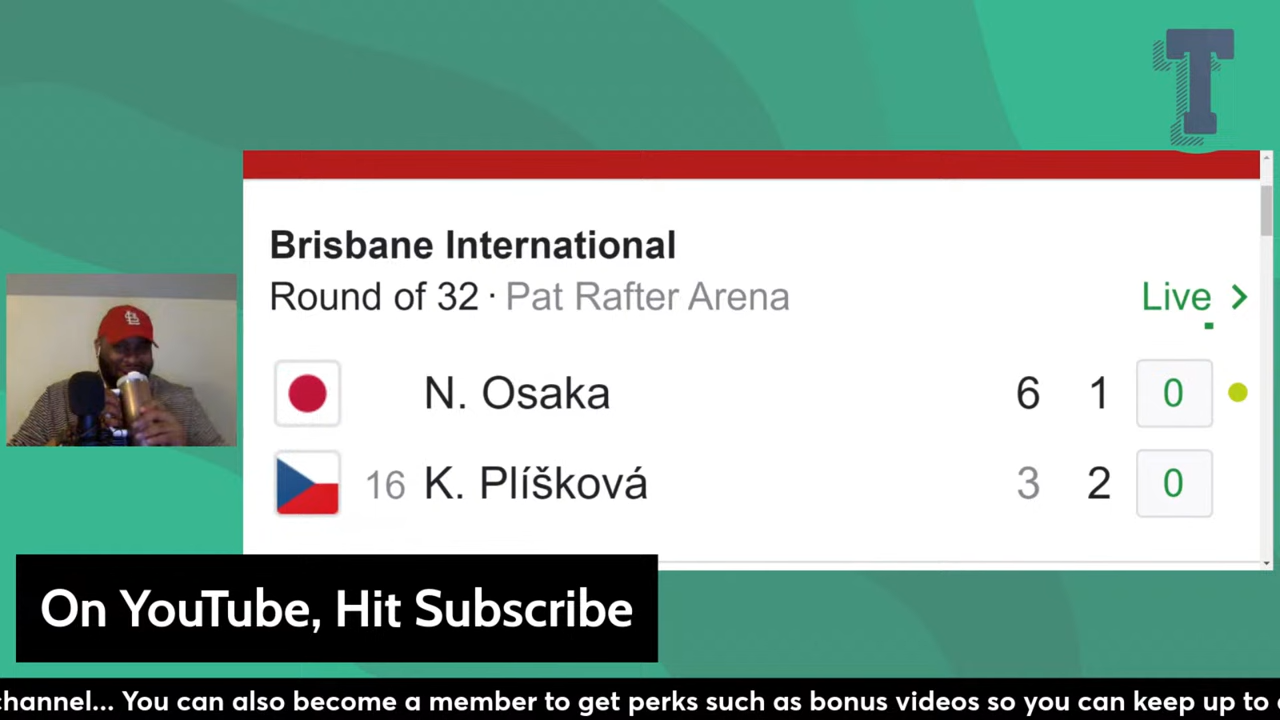 T
Brisbane International
Round of 32 · Pat Rafter Arena
Live
N. Osaka 6 1 0
16 K. Plíšková 3 2 0
On YouTube, Hit Subscribe
channel... You can also become a member to get perks such as bonus videos so you can keep up to